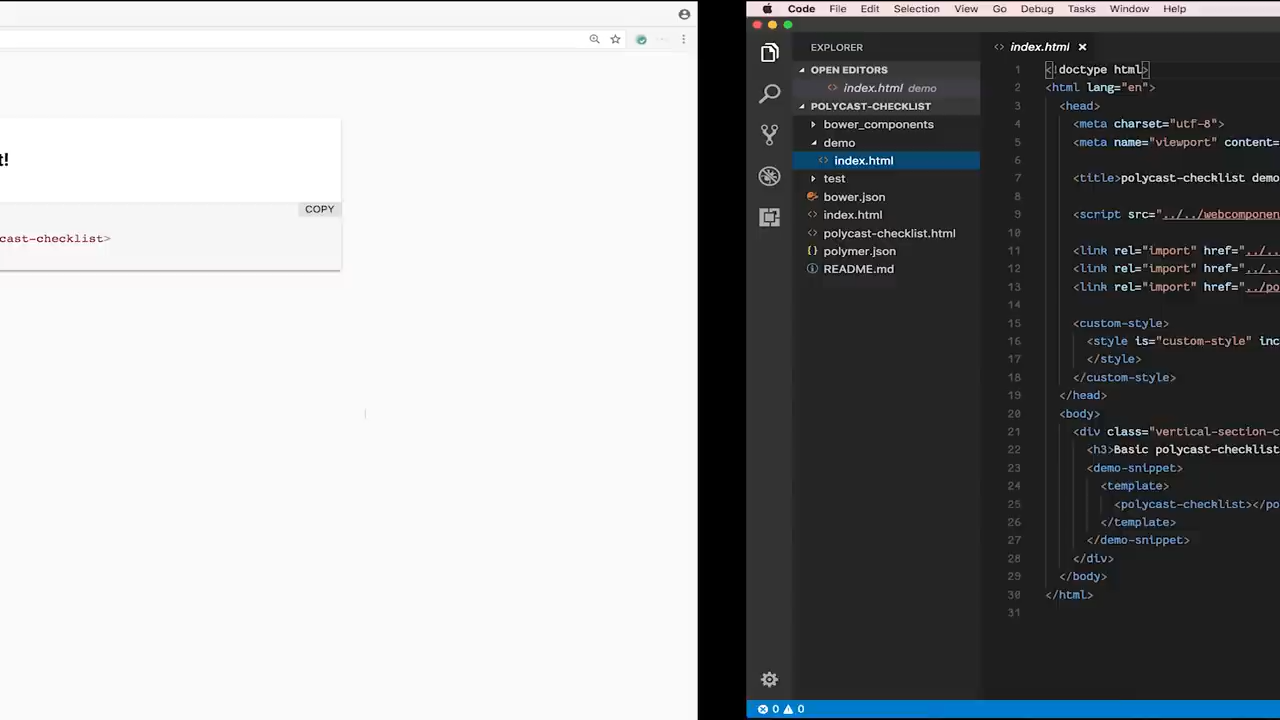 t!
COPY
cast-checklist>
Code File Edit Selection View Go Debug Tasks Window Help
EXPLORER
OPEN EDITORS
index.html demo
POLYCAST-CHECKLIST
bower_components
demo
index.html
test
bower.json
index.html
polycast-checklist.html
polymer.json
README.md
0 0
index.html
1 <!doctype html>
2 <html lang="en">
3 <head>
4 <meta charset="utf-8">
5 <meta name="viewport" content=
6
7 <title>polycast-checklist demo
8
9 <script src="../../webcomponen
10
11 <link rel="import" href="../..
12 <link rel="import" href="../..
13 <link rel="import" href="../po
14
15 <custom-style>
16 <style is="custom-style" inc
17 </style>
18 </custom-style>
19 </head>
20 <body>
21 <div class="vertical-section-c
22 <h3>Basic polycast-checklist
23 <demo-snippet>
24 <template>
25 <polycast-checklist></po
26 </template>
27 </demo-snippet>
28 </div>
29 </body>
30 </html>
31